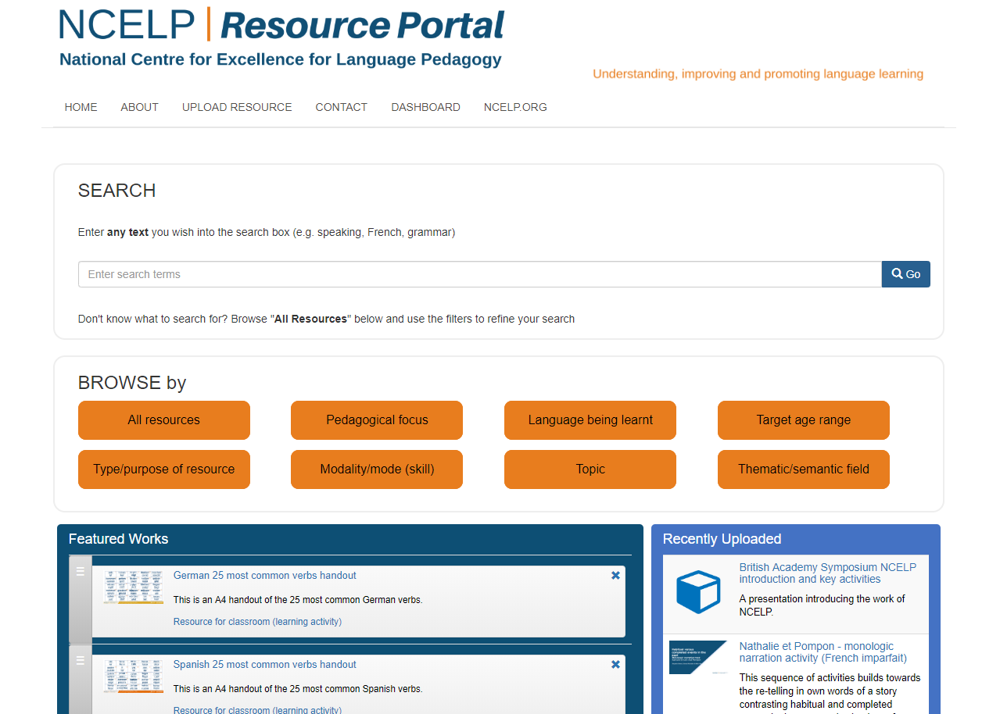 NCELP | Resource Portal
National Centre for Excellence for Language Pedagogy
Understanding, improving and promoting language learning
HOME ABOUT UPLOAD RESOURCE CONTACT DASHBOARD NCELP.ORG
SEARCH
Enter any text you wish into the search box (e.g. speaking, French, grammar)
Enter search terms
Go
Don't know what to search for? Browse "All Resources" below and use the filters to refine your search
BROWSE by
All resources
Pedagogical focus
Language being learnt
Target age range
Type/purpose of resource
Modality/mode (skill)
Topic
Thematic/semantic field
Featured Works
German 25 most common verbs handout
This is an A4 handout of the 25 most common German verbs.
Resource for classroom (learning activity)
Spanish 25 most common verbs handout
This is an A4 handout of the 25 most common Spanish verbs.
Resource for classroom (learning activity)
Recently Uploaded
British Academy Symposium NCELP
introduction and key activities
A presentation introducing the work of
NCELP.
Nathalie et Pompon - monologic
narration activity (French imparfait)
This sequence of activities builds towards
the re-telling in own words of a story
contrasting habitual and completed